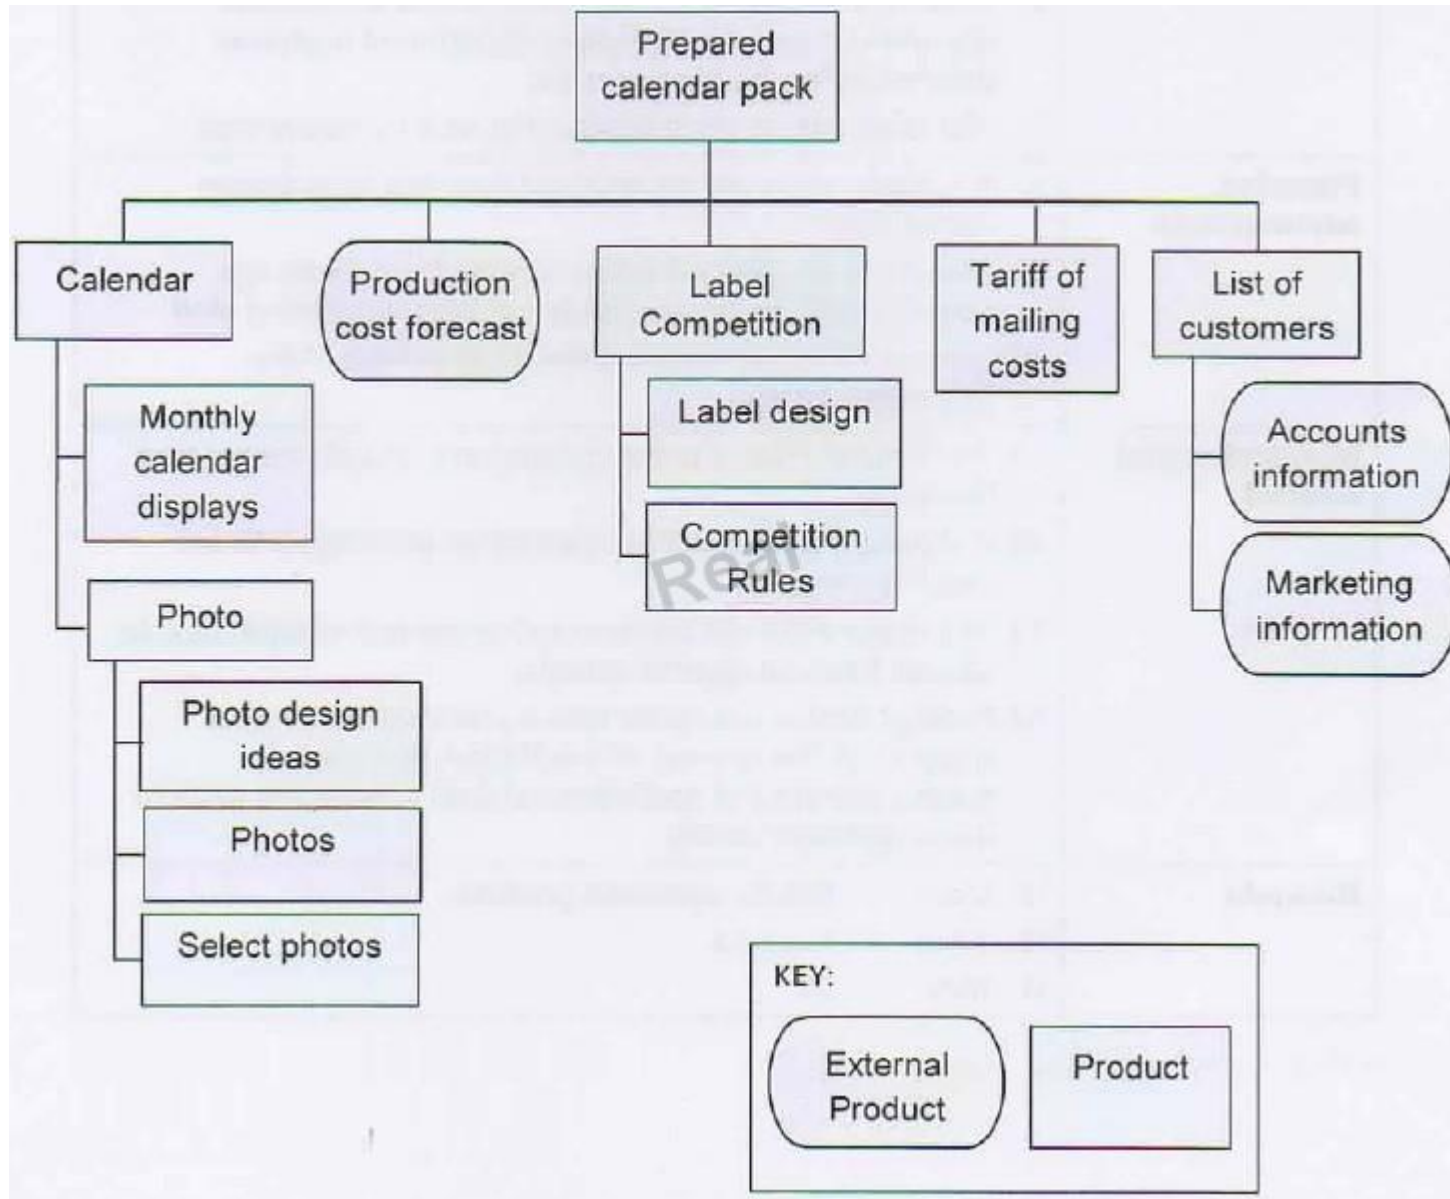 Prepared
calendar pack
Calendar
Production
cost forecast
Label
Competition
Tariff of
mailing
costs
List of
customers
Monthly
calendar
displays
Label design
Accounts
information
Competition
Rules
Marketing
information
Photo
Photo design
ideas
Photos
Select photos
Real
KEY:
External
Product
Product